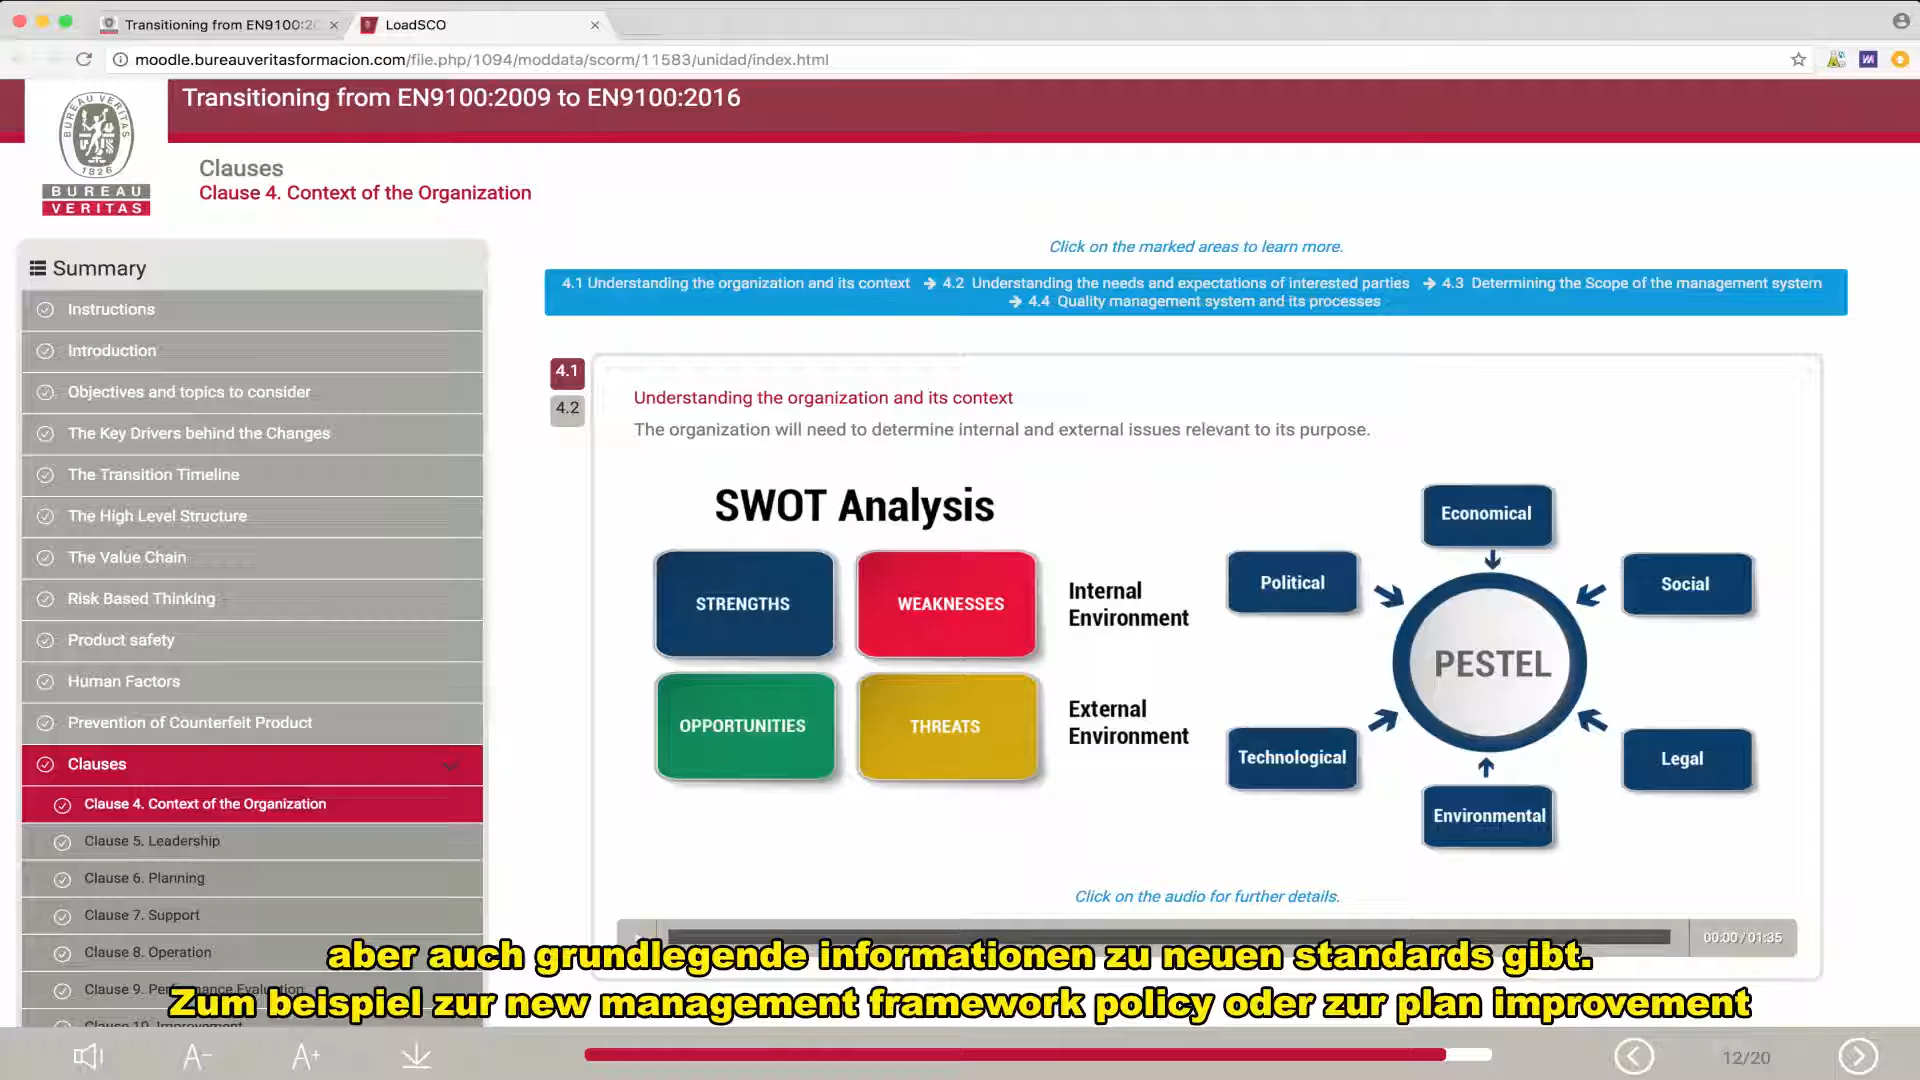 Transitioning from EN9100:20
LoadSCO
moodle.bureauveritasformacion.com/file.php/1094/moddata/scorm/11583/unidad/index.html
Transitioning from EN9100:2009 to EN9100:2016
BUREAU VERITAS
1828
BUREAU
VERITAS
Clauses
Clause 4. Context of the Organization
Summary
Instructions
Introduction
Objectives and topics to consider
The Key Drivers behind the Changes
The Transition Timeline
The High Level Structure
The Value Chain
Risk Based Thinking
Product safety
Human Factors
Prevention of Counterfeit Product
Clauses
Clause 4. Context of the Organization
Clause 5. Leadership
Clause 6. Planning
Clause 7. Support
Clause 8. Operation
Clause 9. Performance Evaluation
Clause 10. Improvement
Click on the marked areas to learn more.
4.1 Understanding the organization and its context → 4.2 Understanding the needs and expectations of interested parties → 4.3 Determining the Scope of the management system
→ 4.4 Quality management system and its processes
4.1
4.2
Understanding the organization and its context
The organization will need to determine internal and external issues relevant to its purpose.
SWOT Analysis
STRENGTHS
WEAKNESSES
Internal
Environment
OPPORTUNITIES
THREATS
External
Environment
Economical
Political
Social
PESTEL
Technological
Legal
Environmental
Click on the audio for further details.
00:00 / 01:35
aber auch grundlegende informationen zu neuen standards gibt.
Zum beispiel zur new management framework policy oder zur plan improvement
A-
A+
12/20